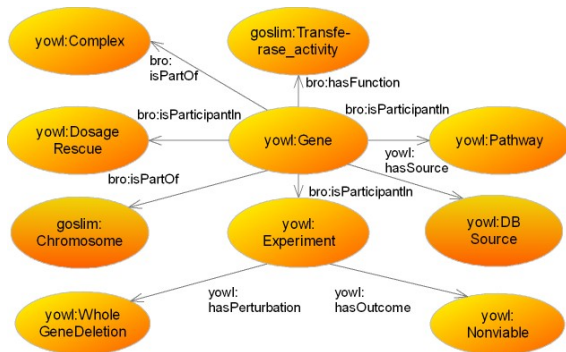 yowl:Complex
goslim:Transfe-
rase_activity
bro:
isPartOf
bro:hasFunction
bro:isParticipantIn
bro:isParticipantIn
yowl:Dosage
Rescue
yowl:Gene
yowl:Pathway
yowl:
hasSource
bro:isPartOf
bro:isParticipantIn
goslim:
Chromosome
yowl:
Experiment
yowl:DB
Source
yowl:
hasPerturbation
yowl:
hasOutcome
yowl:Whole
GeneDeletion
yowl:
Nonviable